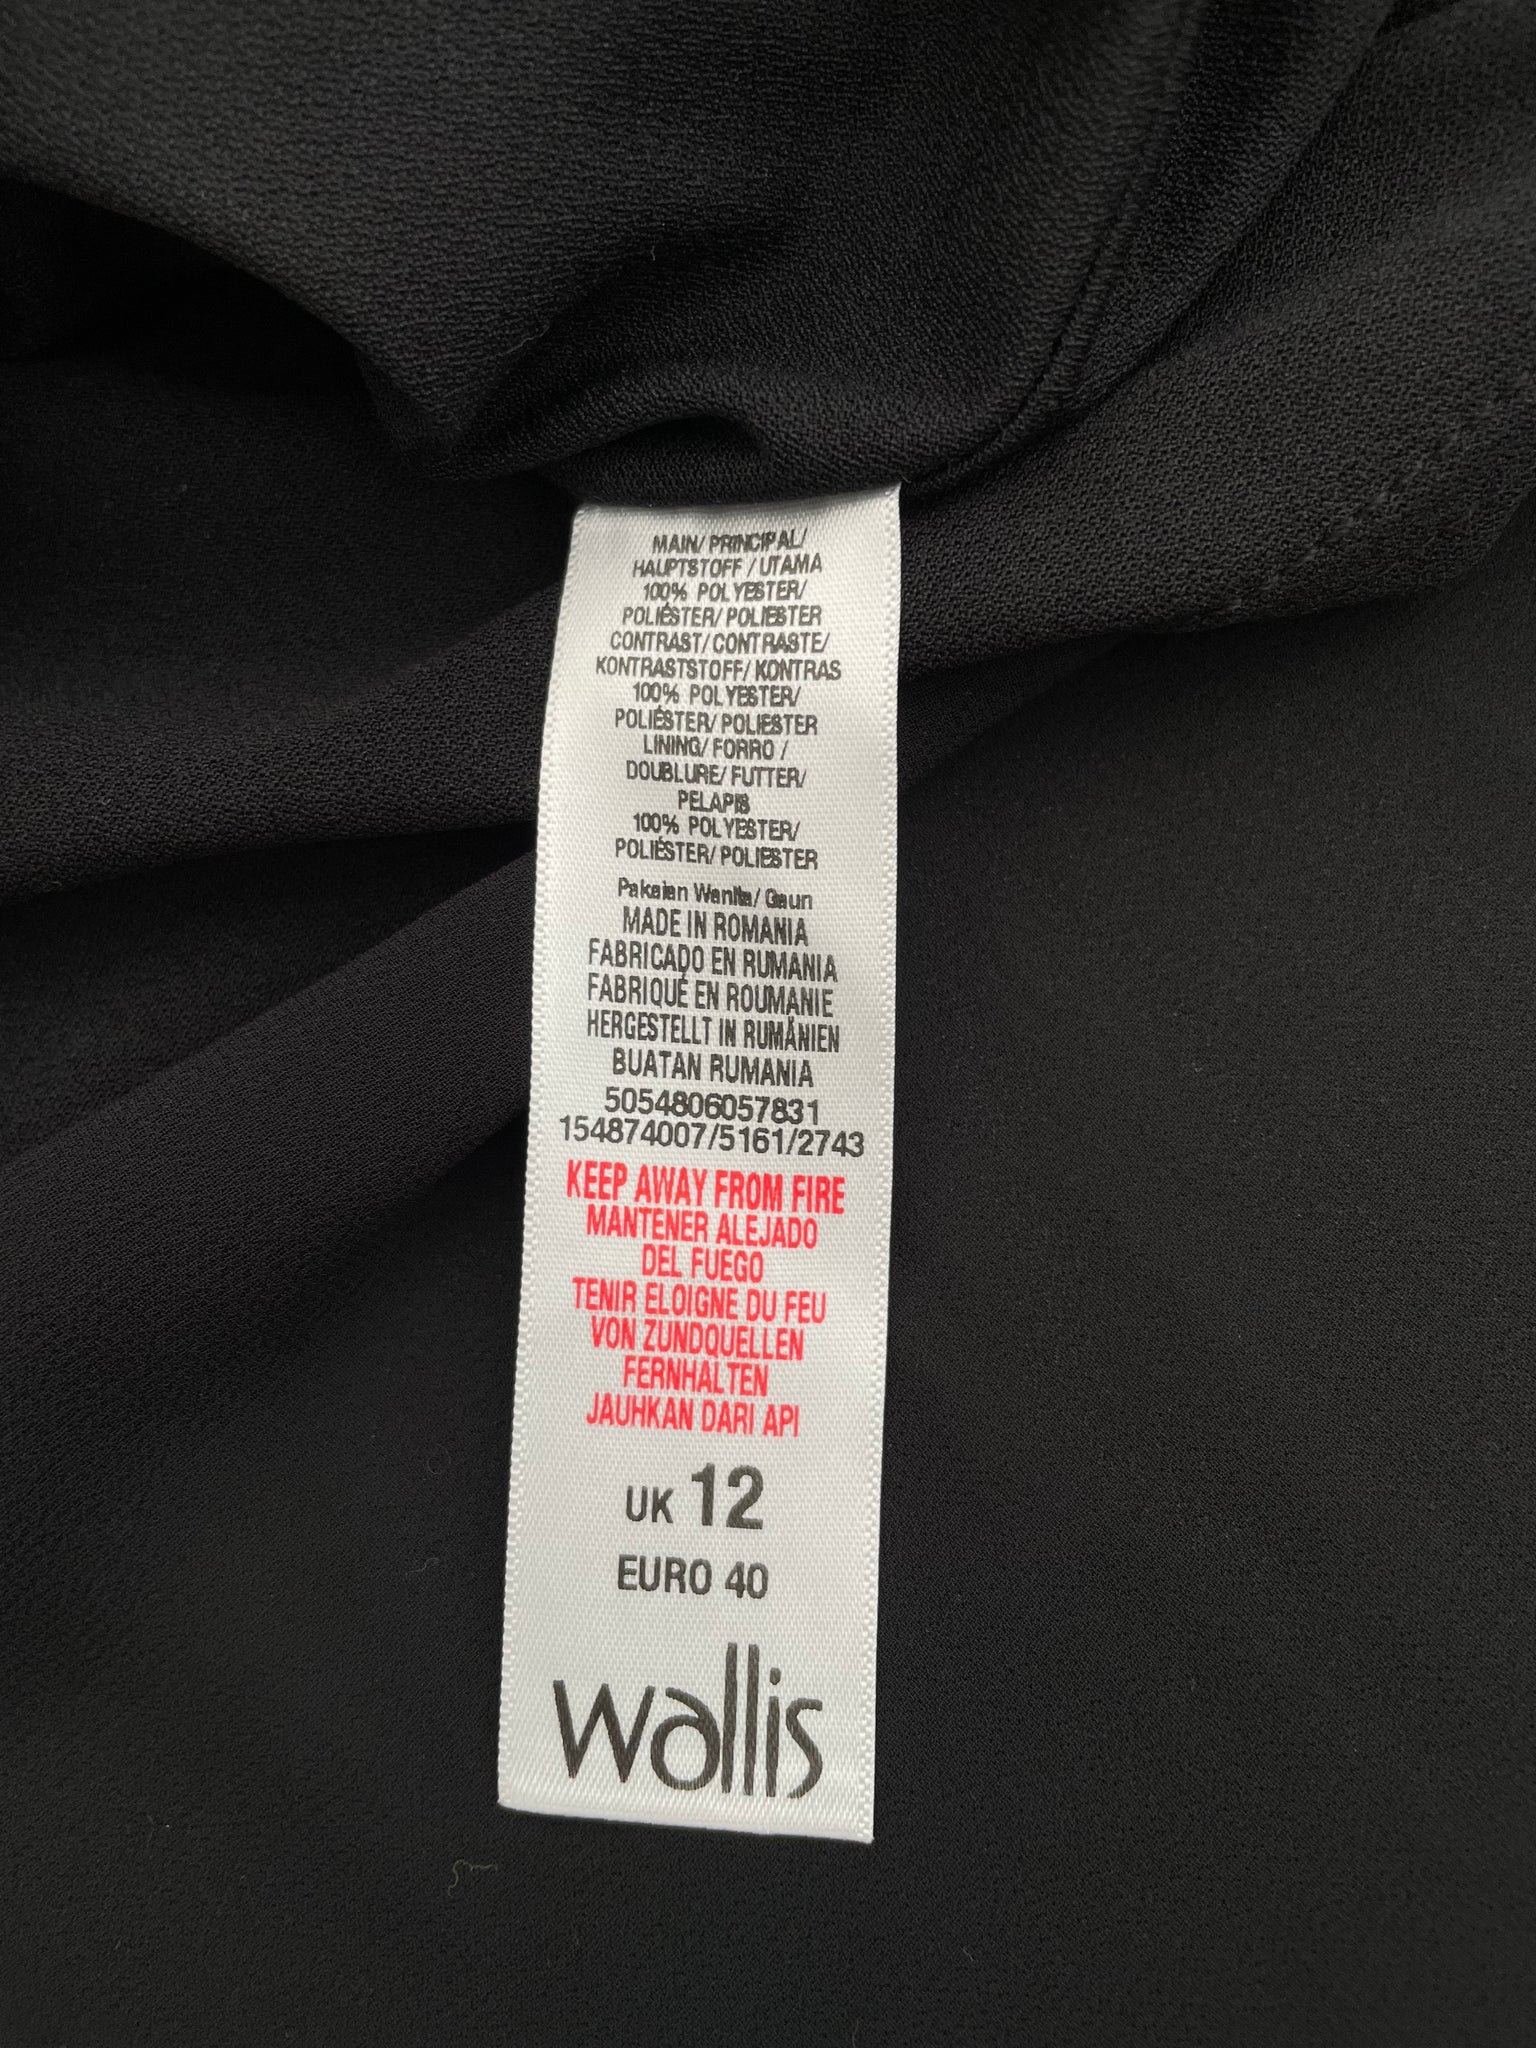 MAIN/ PRINCIPAL/
HAUPTSTOFF / UTAMA
100% POLYESTER/
POLIÉSTER/ POLIESTER
CONTRAST/ CONTRASTE/
KONTRASTSTOFF/ KONTRAS
100% POLYESTER/
POLIÉSTER/ POLIESTER
LINING/ FORRO /
DOUBLURE/ FUTTER/
PELAPIS
100% POLYESTER/
POLIÉSTER/ POLIESTER
Pakaian Wanita/ Gaun
MADE IN ROMANIA
FABRICADO EN RUMANIA
FABRIQUÉ EN ROUMANIE
HERGESTELLT IN RUMÄNIEN
BUATAN RUMANIA
5054806057831
154874007/5161/2743
KEEP AWAY FROM FIRE
MANTENER ALEJADO
DEL FUEGO
TENIR ELOIGNE DU FEU
VON ZUNDQUELLEN
FERNHALTEN
JAUHKAN DARI API
UK 12
EURO 40
wallis